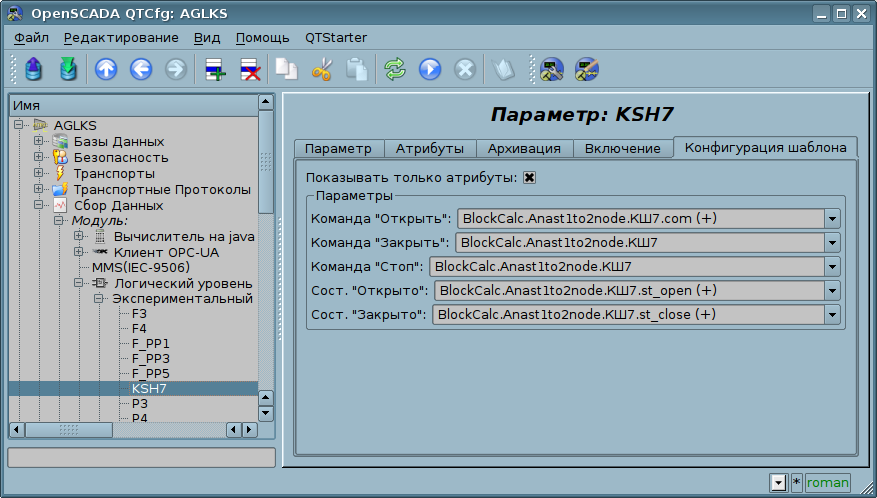 OpenSCADA QTCfg: AGLKS
Файл Редактирование Вид Помощь QTStarter
Имя
AGLKS
Базы Данных
Безопасность
Транспорты
Транспортные Протоколы
Сбор Данных
Модуль:
Вычислитель на java
Клиент OPC-UA
MMS(IEC-9506)
Логический уровень
Экспериментальный
F3
F4
F_PP1
F_PP3
F_PP5
KSH7
P3
P4
Параметр: KSH7
Параметр Атрибуты Архивация Включение Конфигурация шаблона
Показывать только атрибуты:
Параметры
Команда "Открыть": BlockCalc.Anast1to2node.КШ7.com (+)
Команда "Закрыть": BlockCalc.Anast1to2node.КШ7
Команда "Стоп": BlockCalc.Anast1to2node.КШ7
Сост. "Открыто": BlockCalc.Anast1to2node.КШ7.st_open (+)
Сост. "Закрыто": BlockCalc.Anast1to2node.КШ7.st_close (+)
* roman